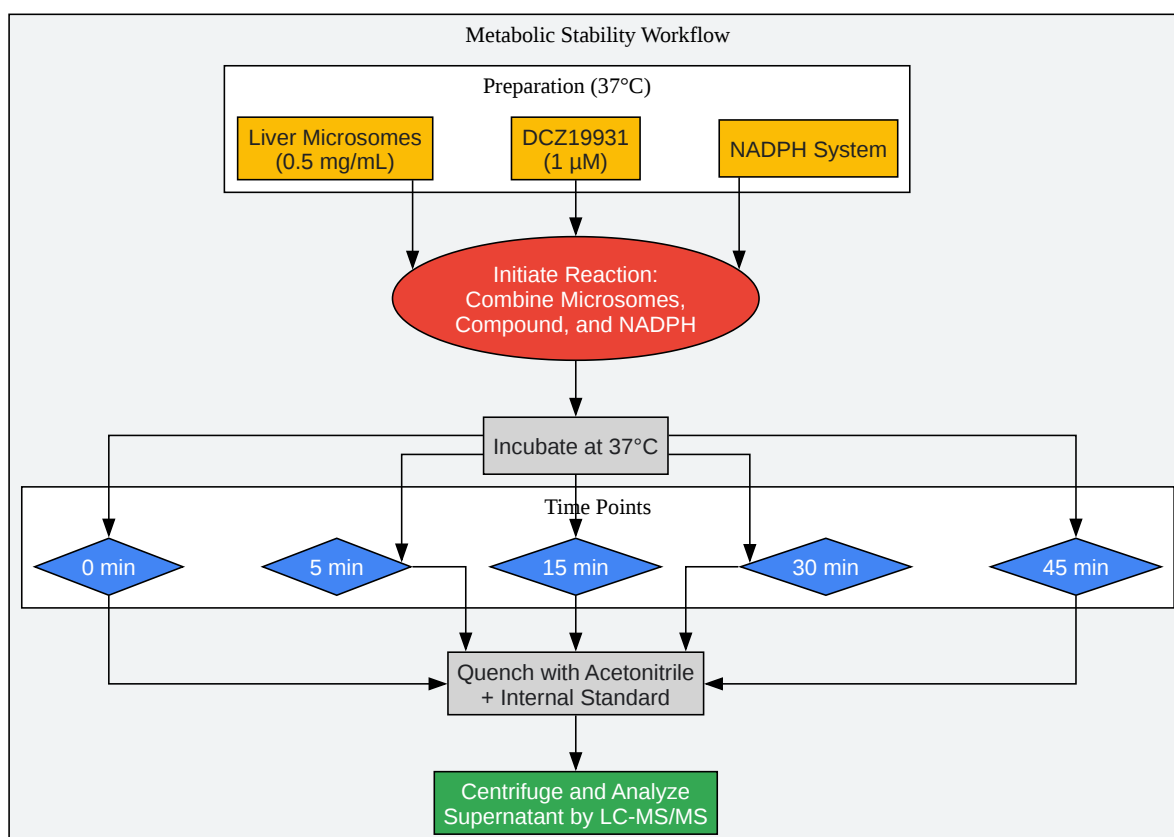 Metabolic Stability Workflow
Preparation (37°C)
Liver Microsomes
(0.5 mg/mL)
DCZ19931
(1 µM)
NADPH System
Initiate Reaction:
Combine Microsomes,
Compound, and NADPH
Incubate at 37°C
Time Points
0 min
5 min
15 min
30 min
45 min
Quench with Acetonitrile
+ Internal Standard
Centrifuge and Analyze
Supernatant by LC-MS/MS